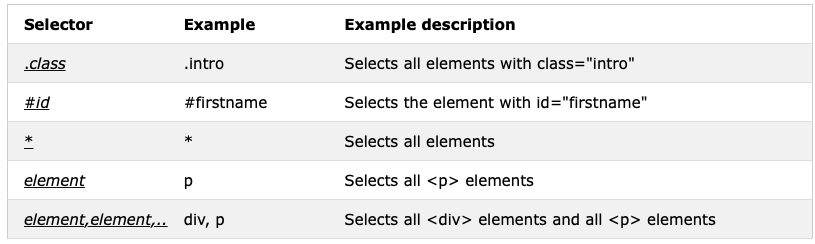 Selector Example Example description
.class .intro Selects all elements with class="intro"
#id #firstname Selects the element with id="firstname"
* * Selects all elements
element p Selects all <p> elements
element,element,.. div, p Selects all <div> elements and all <p> elements